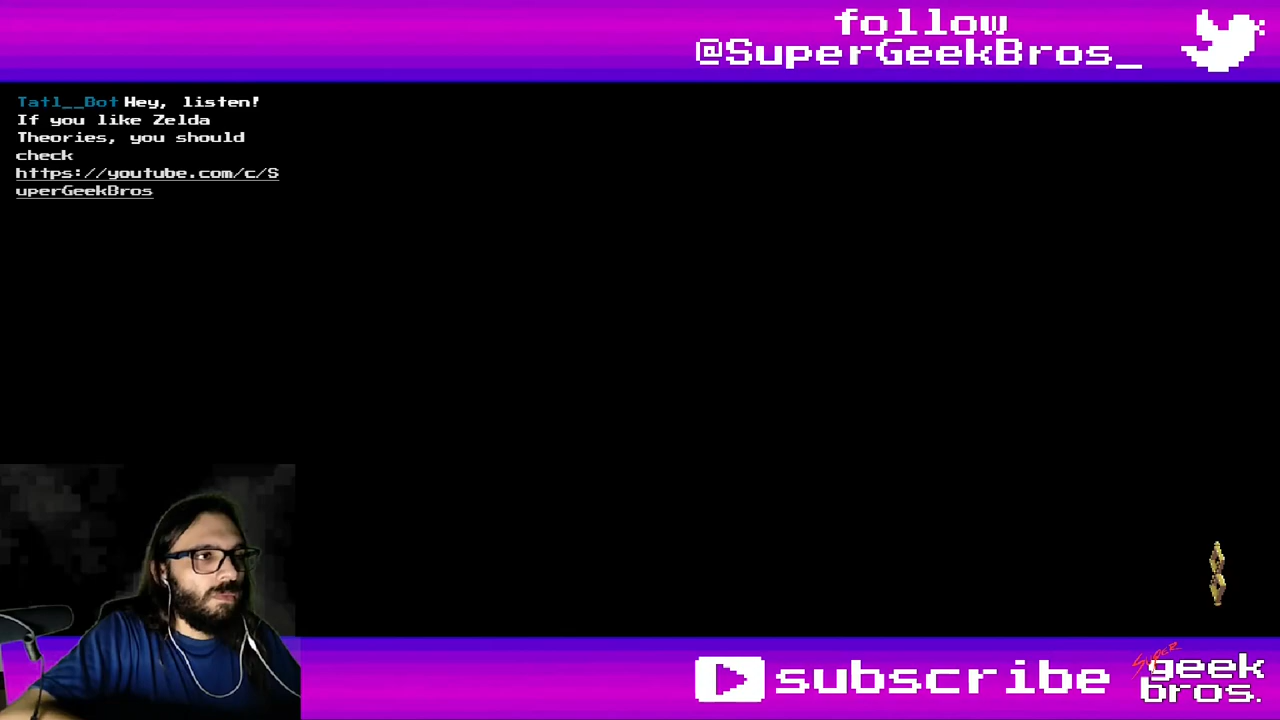 follow
@SuperGeekBros_
Tatl__Bot Hey, listen!
If you like Zelda
Theories, you should
check
https://youtube.com/c/S
uperGeekBros
subscribe
SUPER
geek
bros.